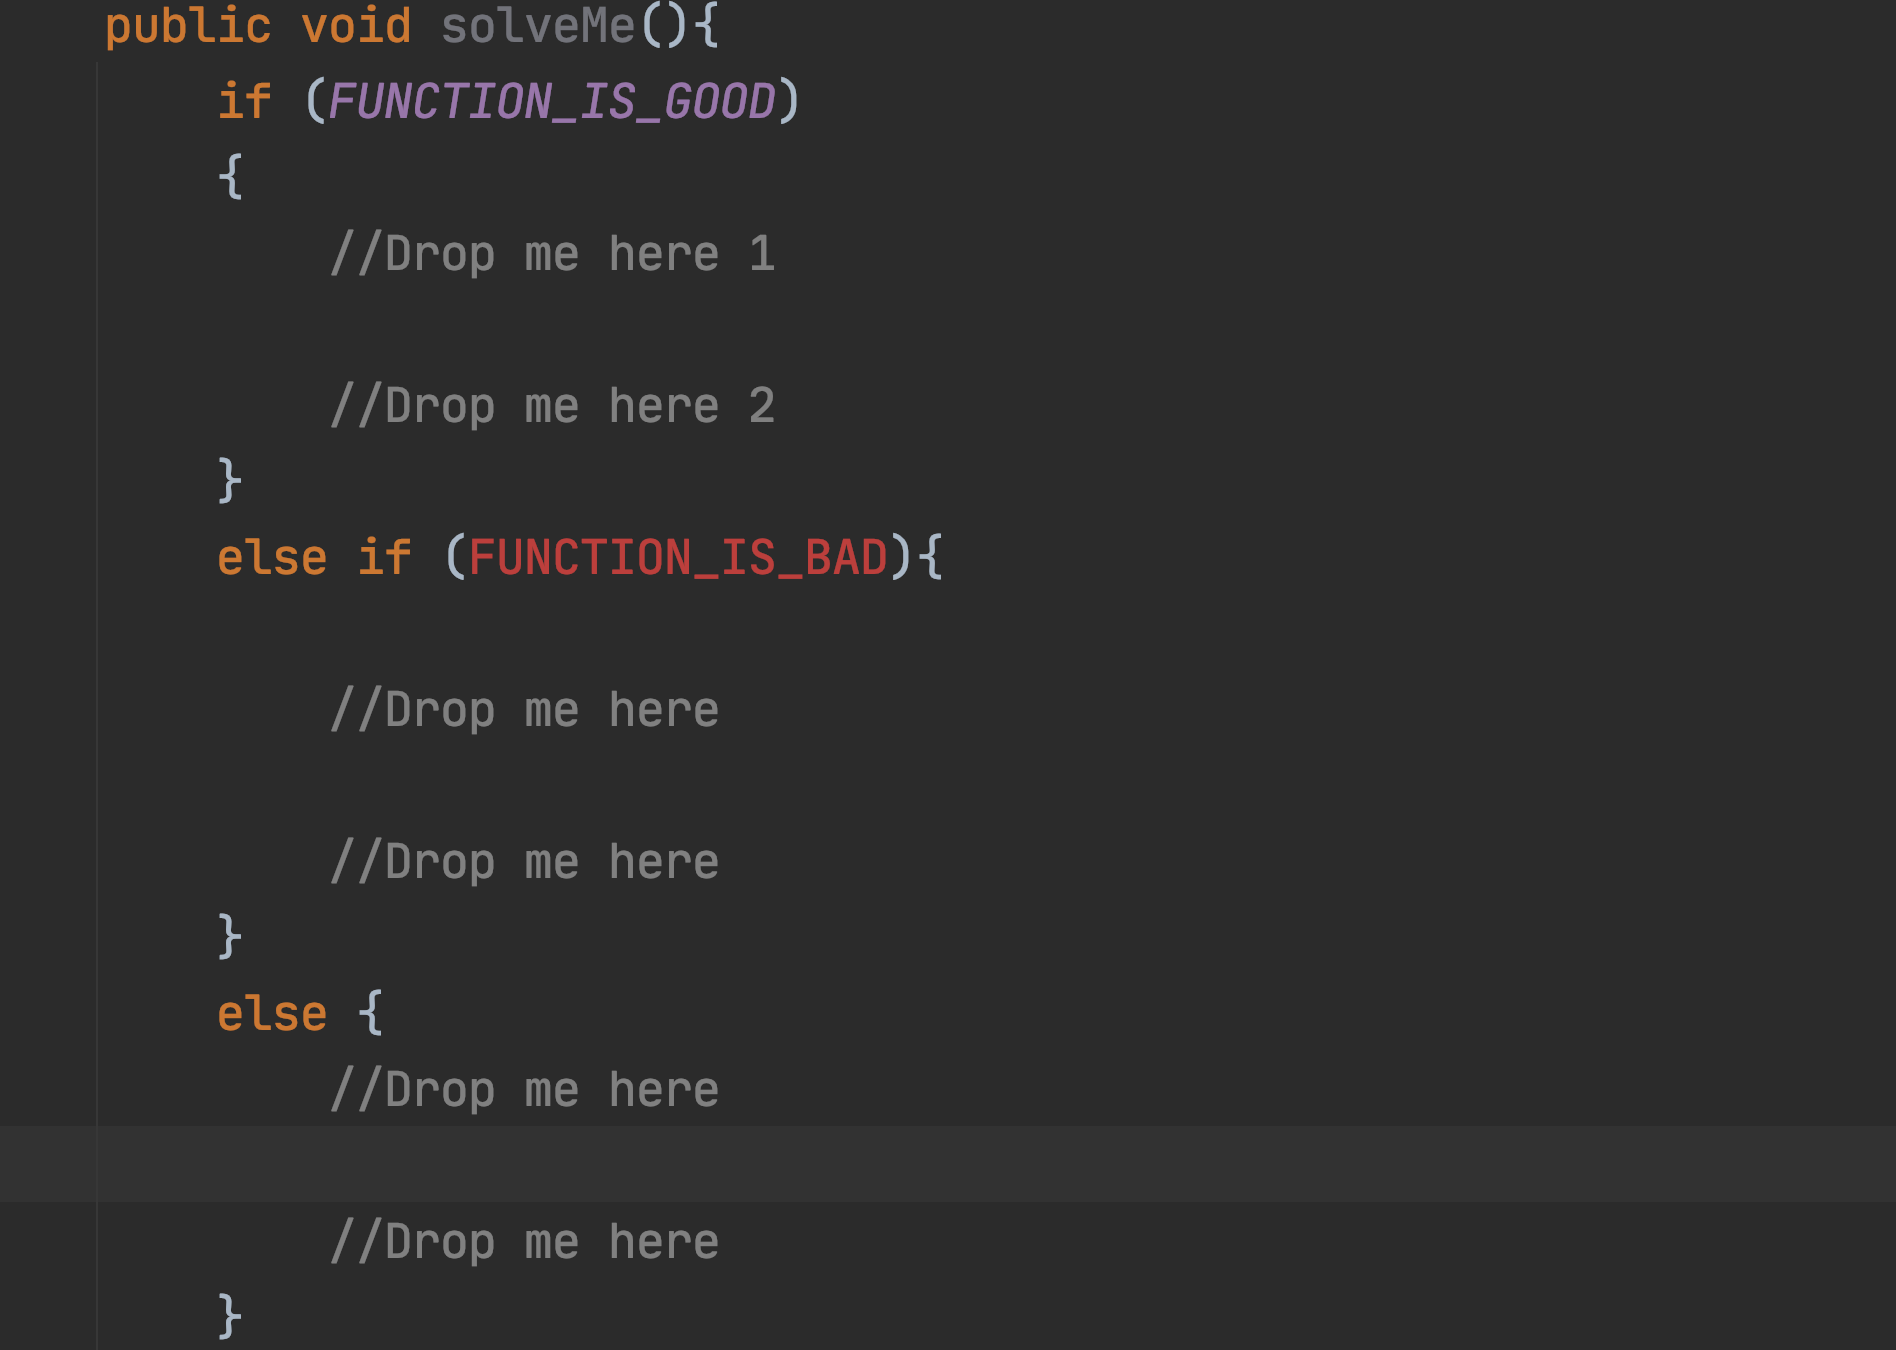 public void solveMe(){
if (FUNCTION_IS_GOOD)
{
//Drop me here 1
//Drop me here 2
}
else if (FUNCTION_IS_BAD){
//Drop me here
//Drop me here
}
else {
//Drop me here
//Drop me here
}